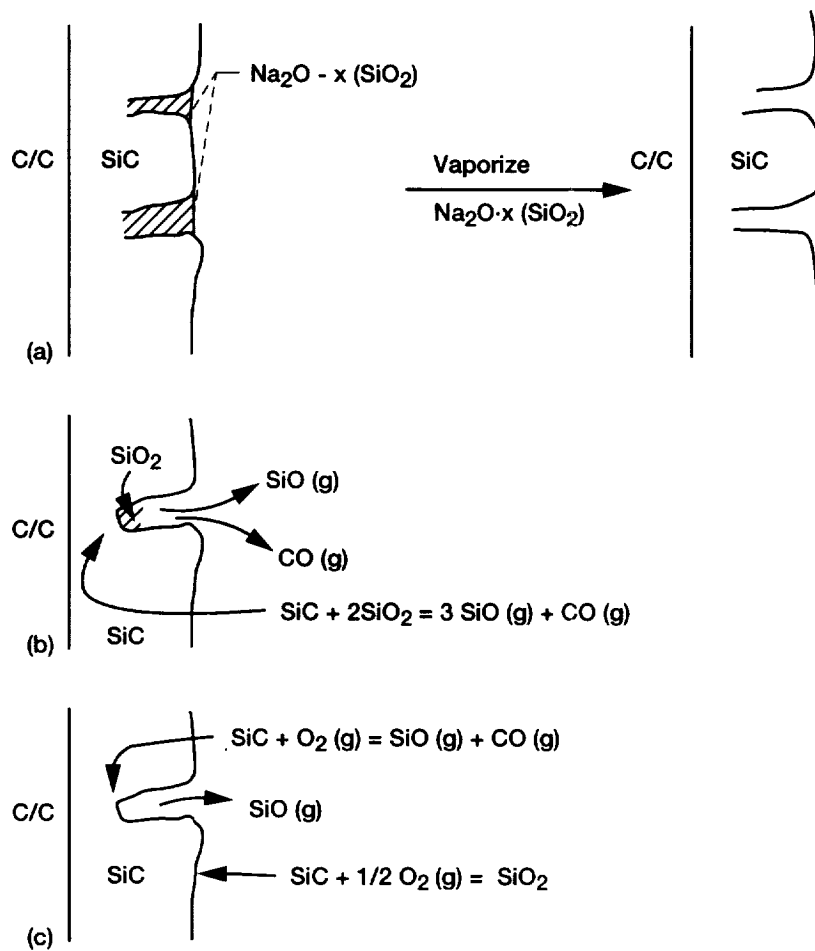 Na2O - x (SiO2)
C/C SiC
Vaporize
Na2O·x (SiO2)
C/C SiC
(a)
SiO2
SiO (g)
C/C
CO (g)
SiC + 2SiO2 = 3 SiO (g) + CO (g)
SiC
(b)
SiC + O2 (g) = SiO (g) + CO (g)
C/C
SiO (g)
SiC
SiC + 1/2 O2 (g) = SiO2
(c)